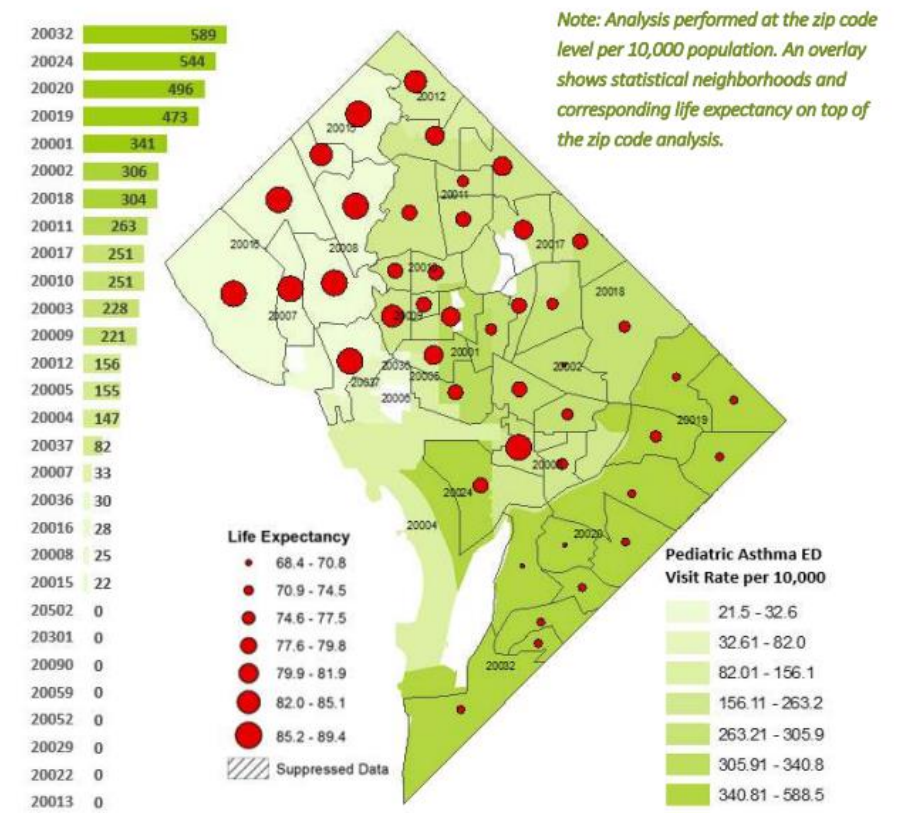 Note: Analysis performed at the zip code
level per 10,000 population. An overlay
shows statistical neighborhoods and
corresponding life expectancy on top of
the zip code analysis.
20032 589
20024 544
20020 496
20019 473
20001 341
20002 306
20018 304
20011 263
20017 251
20010 251
20003 228
20009 221
20012 156
20005 155
20004 147
20037 82
20007 33
20036 30
20016 28
20008 25
20015 22
20502 0
20301 0
20090 0
20059 0
20052 0
20029 0
20022 0
20013 0
20012
20015
20011
20016
20008
20017
20010
20018
20007
20009
20001
20036
20002
20037
20005
20006
20019
20003
20024
20004
20020
20032
Life Expectancy
68.4 - 70.8
70.9 - 74.5
74.6 - 77.5
77.6 - 79.8
79.9 - 81.9
82.0 - 85.1
85.2 - 89.4
Suppressed Data
Pediatric Asthma ED
Visit Rate per 10,000
21.5 - 32.6
32.61 - 82.0
82.01 - 156.1
156.11 - 263.2
263.21 - 305.9
305.91 - 340.8
340.81 - 588.5